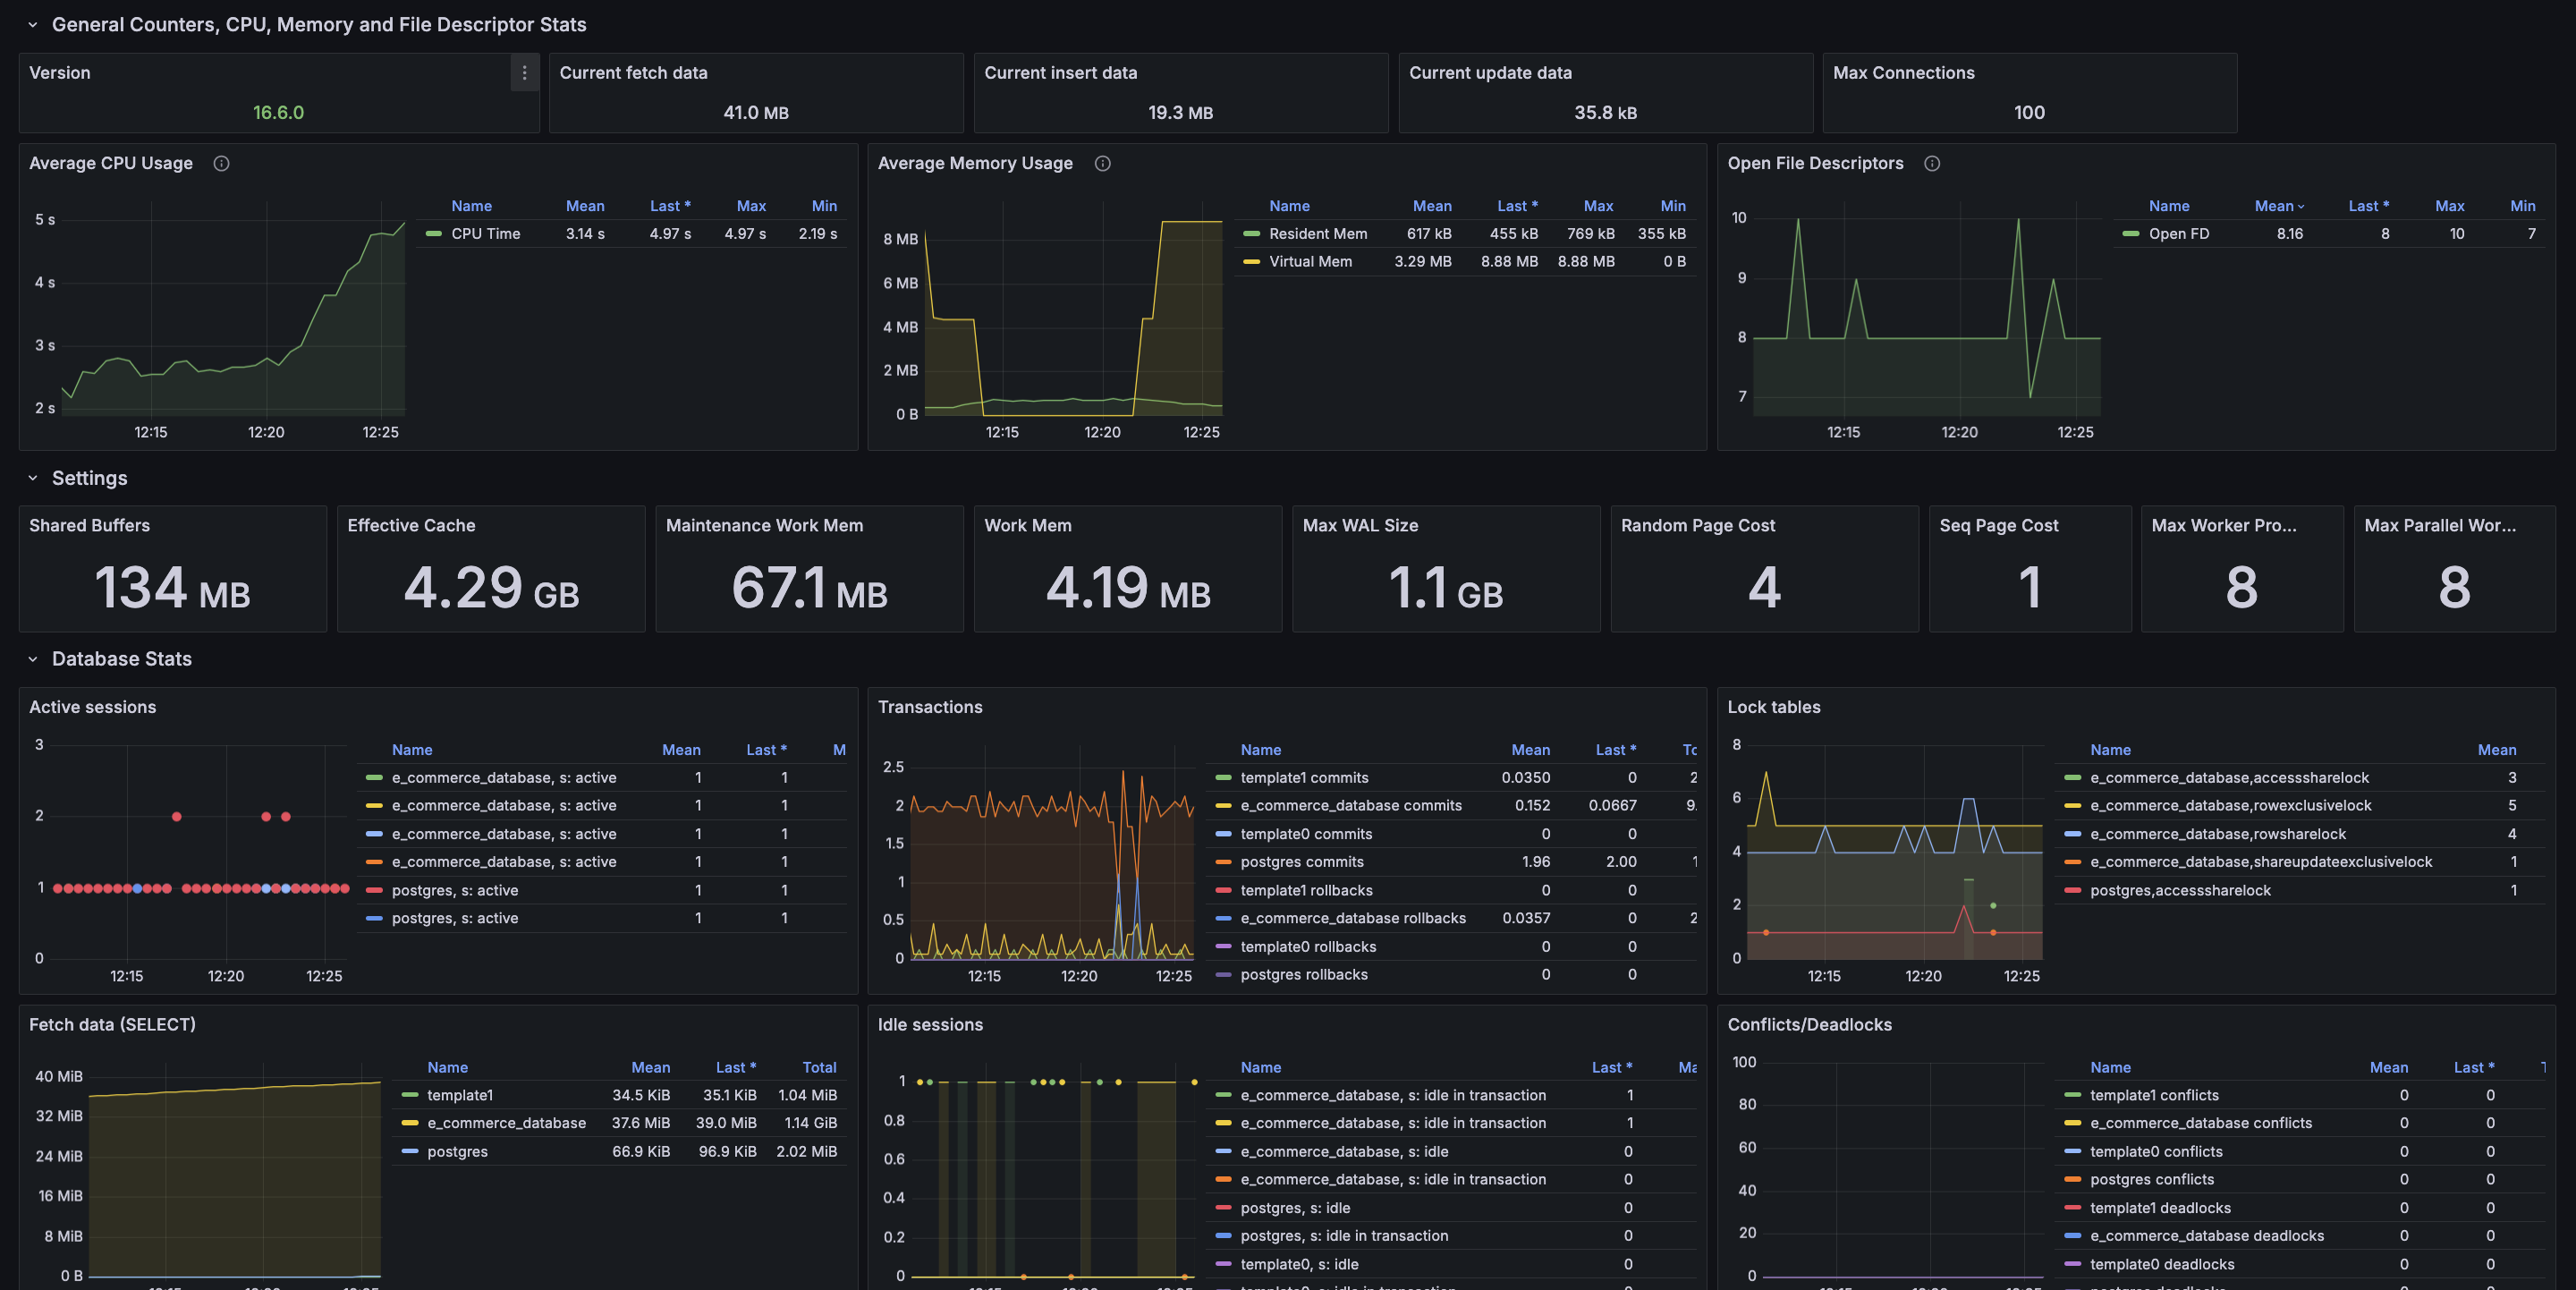 General Counters, CPU, Memory and File Descriptor Stats
Version
16.6.0
Current fetch data
41.0 MB
Current insert data
19.3 MB
Current update data
35.8 kB
Max Connections
100
Average CPU Usage
5 s
4 s
3 s
2 s
12:15 12:20 12:25
Name Mean Last * Max Min
CPU Time 3.14 s 4.97 s 4.97 s 2.19 s
Average Memory Usage
8 MB
6 MB
4 MB
2 MB
0 B
12:15 12:20 12:25
Name Mean Last * Max Min
Resident Mem 617 kB 455 kB 769 kB 355 kB
Virtual Mem 3.29 MB 8.88 MB 8.88 MB 0 B
Open File Descriptors
10
9
8
7
12:15 12:20 12:25
Name Mean Last * Max Min
Open FD 8.16 8 10 7
Settings
Shared Buffers
134 MB
Effective Cache
4.29 GB
Maintenance Work Mem
67.1 MB
Work Mem
4.19 MB
Max WAL Size
1.1 GB
Random Page Cost
4
Seq Page Cost
1
Max Worker Pro...
8
Max Parallel Wor...
8
Database Stats
Active sessions
3
2
1
0
12:15 12:20 12:25
Name Mean Last * M
e_commerce_database, s: active 1 1
e_commerce_database, s: active 1 1
e_commerce_database, s: active 1 1
e_commerce_database, s: active 1 1
postgres, s: active 1 1
postgres, s: active 1 1
Transactions
2.5
2
1.5
1
0.5
0
12:15 12:20 12:25
Name Mean Last * To
template1 commits 0.0350 0 2
e_commerce_database commits 0.152 0.0667 9.
template0 commits 0 0
postgres commits 1.96 2.00 1
template1 rollbacks 0 0
e_commerce_database rollbacks 0.0357 0 2
template0 rollbacks 0 0
postgres rollbacks 0 0
Lock tables
8
6
4
2
0
12:15 12:20 12:25
Name Mean
e_commerce_database,accesssharelock 3
e_commerce_database,rowexclusivelock 5
e_commerce_database,rowsharelock 4
e_commerce_database,shareupdateexclusivelock 1
postgres,accesssharelock 1
Fetch data (SELECT)
40 MiB
32 MiB
24 MiB
16 MiB
8 MiB
0 B
Name Mean Last * Total
template1 34.5 KiB 35.1 KiB 1.04 MiB
e_commerce_database 37.6 MiB 39.0 MiB 1.14 GiB
postgres 66.9 KiB 96.9 KiB 2.02 MiB
Idle sessions
1
0.8
0.6
0.4
0.2
0
Name Last * Ma
e_commerce_database, s: idle in transaction 1
e_commerce_database, s: idle in transaction 1
e_commerce_database, s: idle 0
e_commerce_database, s: idle in transaction 0
postgres, s: idle 0
postgres, s: idle in transaction 0
template0, s: idle 0
Conflicts/Deadlocks
100
80
60
40
20
0
Name Mean Last *
template1 conflicts 0 0
e_commerce_database conflicts 0 0
template0 conflicts 0 0
postgres conflicts 0 0
template1 deadlocks 0 0
e_commerce_database deadlocks 0 0
template0 deadlocks 0 0